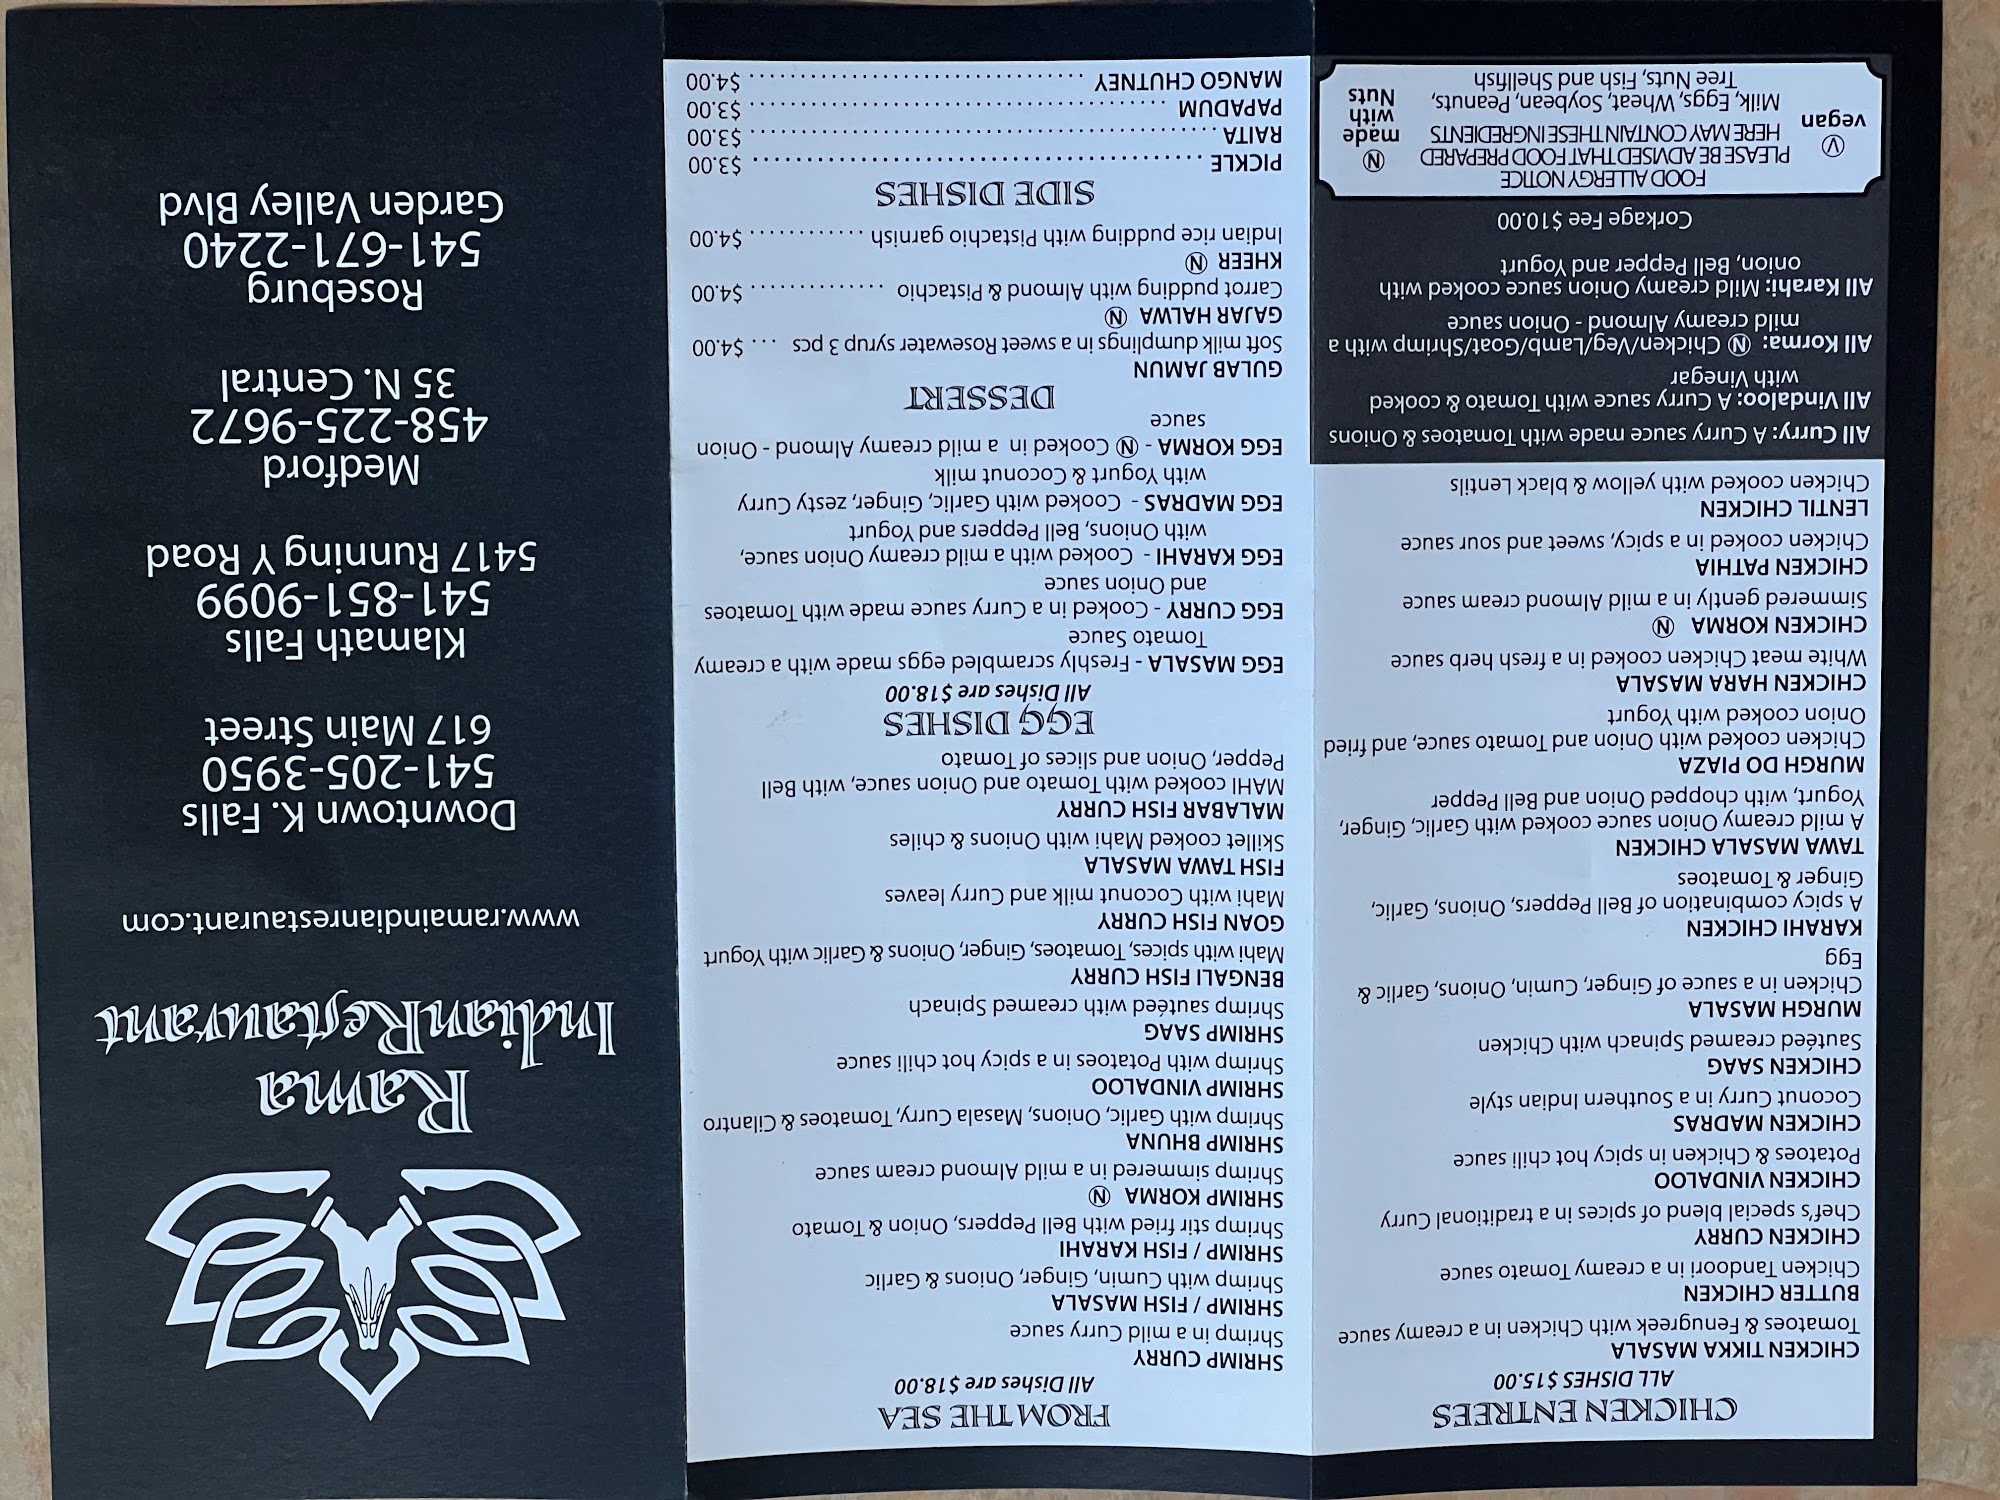 CHICKEN ENTREES
ALL DISHES $15.00
CHICKEN TIKKA MASALA
Tomatoes & Fenugreek with Chicken in a creamy sauce
BUTTER CHICKEN
Chicken Tandoori in a creamy Tomato sauce
CHICKEN CURRY
Chef's special blend of spices in a traditional Curry
CHICKEN VINDALOO
Potatoes & Chicken in spicy hot chili sauce
CHICKEN MADRAS
Coconut Curry in a Southern Indian style
CHICKEN SAAG
Sautéed creamed Spinach with Chicken
MURGH MASALA
Chicken in a sauce of Ginger, Cumin, Onions, Garlic &
Egg
KARAHI CHICKEN
A spicy combination of Bell Peppers, Onions, Garlic,
Ginger & Tomatoes
TAWA MASALA CHICKEN
A mild creamy Onion sauce cooked with Garlic, Ginger,
Yogurt, with chopped Onion and Bell Pepper
MURGH DO PIAZA
Chicken cooked with Onion and Tomato sauce, and fried
Onion cooked with Yogurt
CHICKEN HARA MASALA
White meat Chicken cooked in a fresh herb sauce
CHICKEN KORMA Ⓝ
Simmered gently in a mild Almond cream sauce
CHICKEN PATHIA
Chicken cooked in a spicy, sweet and sour sauce
LENTIL CHICKEN
Chicken cooked with yellow & black Lentils
All Curry: A Curry sauce made with Tomatoes & Onions
All Vindaloo: A Curry sauce with Tomato & cooked
with Vinegar
All Korma: Ⓝ Chicken/Veg/Lamb/Goat/Shrimp with a
mild creamy Almond - Onion sauce
All Karahi: Mild creamy Onion sauce cooked with
onion, Bell Pepper and Yogurt
Corkage Fee $10.00
Ⓥ
vegan
FOOD ALLERGY NOTICE
PLEASE BE ADVISED THAT FOOD PREPARED
HERE MAY CONTAIN THESE INGREDIENTS
Milk, Eggs, Wheat, Soybean, Peanuts,
Tree Nuts, Fish and Shellfish
Ⓝ
made
with
Nuts
FROM THE SEA
All Dishes are $18.00
SHRIMP CURRY
Shrimp in a mild Curry sauce
SHRIMP / FISH MASALA
Shrimp with Cumin, Ginger, Onions & Garlic
SHRIMP / FISH KARAHI
Shrimp stir fried with Bell Peppers, Onion & Tomato
SHRIMP KORMA Ⓝ
Shrimp simmered in a mild Almond cream sauce
SHRIMP BHUNA
Shrimp with Garlic, Onions, Masala Curry, Tomatoes & Cilantro
SHRIMP VINDALOO
Shrimp with Potatoes in a spicy hot chili sauce
SHRIMP SAAG
Shrimp sautéed with creamed Spinach
BENGALI FISH CURRY
Mahi with spices, Tomatoes, Ginger, Onions & Garlic with Yogurt
GOAN FISH CURRY
Mahi with Coconut milk and Curry leaves
FISH TAWA MASALA
Skillet cooked Mahi with Onions & chiles
MALABAR FISH CURRY
MAHI cooked with Tomato and Onion sauce, with Bell
Pepper, Onion and slices of Tomato
EGG DISHES
All Dishes are $18.00
EGG MASALA - Freshly scrambled eggs made with a creamy
Tomato Sauce
EGG CURRY - Cooked in a Curry sauce made with Tomatoes
and Onion sauce
EGG KARAHI - Cooked with a mild creamy Onion sauce,
with Onions, Bell Peppers and Yogurt
EGG MADRAS - Cooked with Garlic, Ginger, zesty Curry
with Yogurt & Coconut milk
EGG KORMA - Ⓝ Cooked in a mild creamy Almond - Onion
sauce
DESSERT
GULAB JAMUN
Soft milk dumplings in a sweet Rosewater syrup 3 pcs ... $4.00
GAJAR HALWA Ⓝ
Carrot pudding with Almond & Pistachio .............. $4.00
KHEER Ⓝ
Indian rice pudding with Pistachio garnish ............ $4.00
SIDE DISHES
PICKLE ............................................. $3.00
RAITA .............................................. $3.00
PAPADUM ......................................... $3.00
MANGO CHUTNEY ................................. $4.00
Rama
Indian Restaurant
www.ramaindianrestaurant.com
Downtown K. Falls
541-205-3950
617 Main Street
Klamath Falls
541-851-9099
5417 Running Y Road
Medford
458-225-9672
35 N. Central
Roseburg
541-671-2240
Garden Valley Blvd